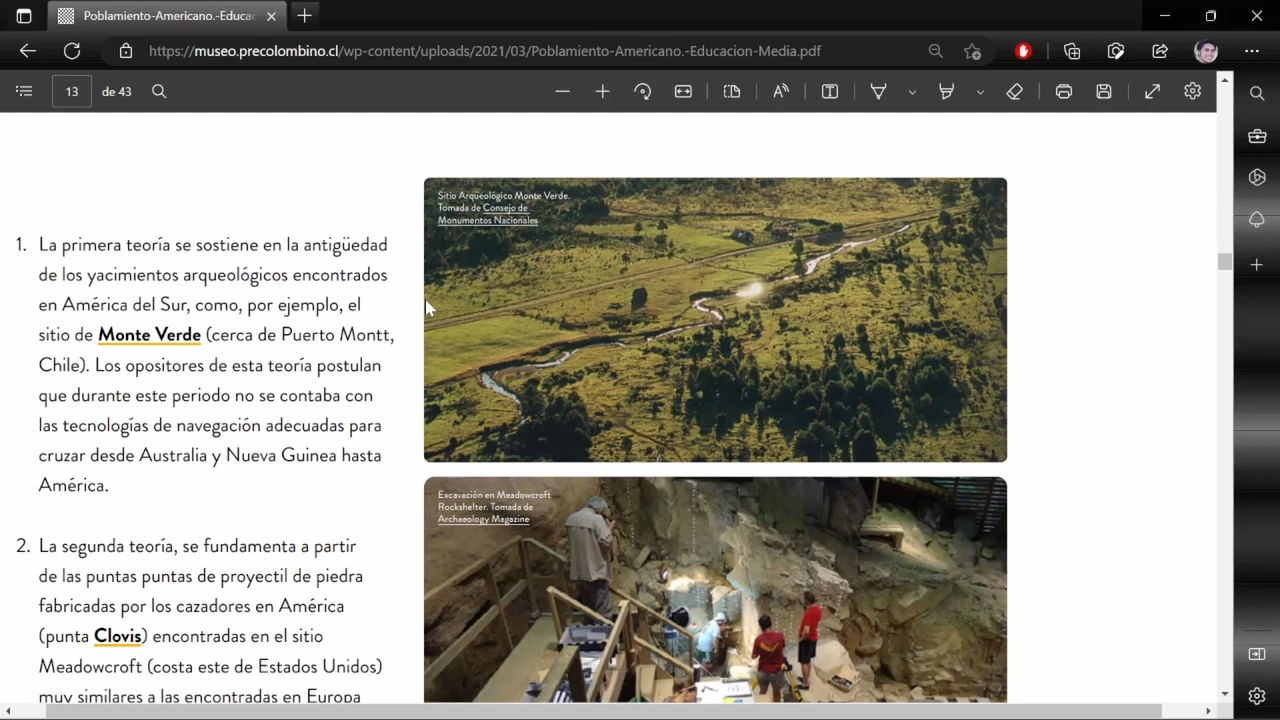 Poblamiento-Americano.-Educac
https://museo.precolombino.cl/wp-content/uploads/2021/03/Poblamiento-Americano.-Educacion-Media.pdf
13 de 43
1. La primera teoría se sostiene en la antigüedad
de los yacimientos arqueológicos encontrados
en América del Sur, como, por ejemplo, el
sitio de Monte Verde (cerca de Puerto Montt,
Chile). Los opositores de esta teoría postulan
que durante este periodo no se contaba con
las tecnologías de navegación adecuadas para
cruzar desde Australia y Nueva Guinea hasta
América.
2. La segunda teoría, se fundamenta a partir
de las puntas puntas de proyectil de piedra
fabricadas por los cazadores en América
(punta Clovis) encontradas en el sitio
Meadowcroft (costa este de Estados Unidos)
muy similares a las encontradas en Europa
Sitio Arqueológico Monte Verde.
Tomada de Consejo de
Monumentos Nacionales
Excavación en Meadowcroft
Rockshelter. Tomada de
Archaeology Magazine